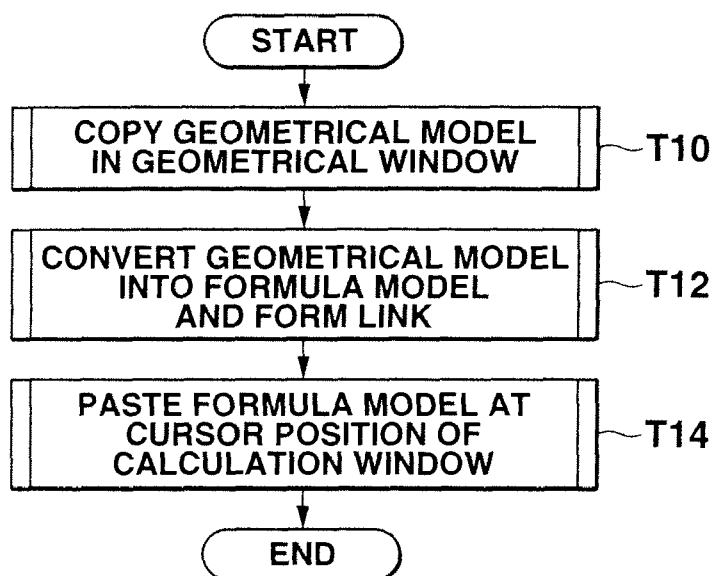 START
COPY GEOMETRICAL MODEL
IN GEOMETRICAL WINDOW
T10
CONVERT GEOMETRICAL MODEL
INTO FORMULA MODEL
AND FORM LINK
T12
PASTE FORMULA MODEL AT
CURSOR POSITION OF
CALCULATION WINDOW
T14
END